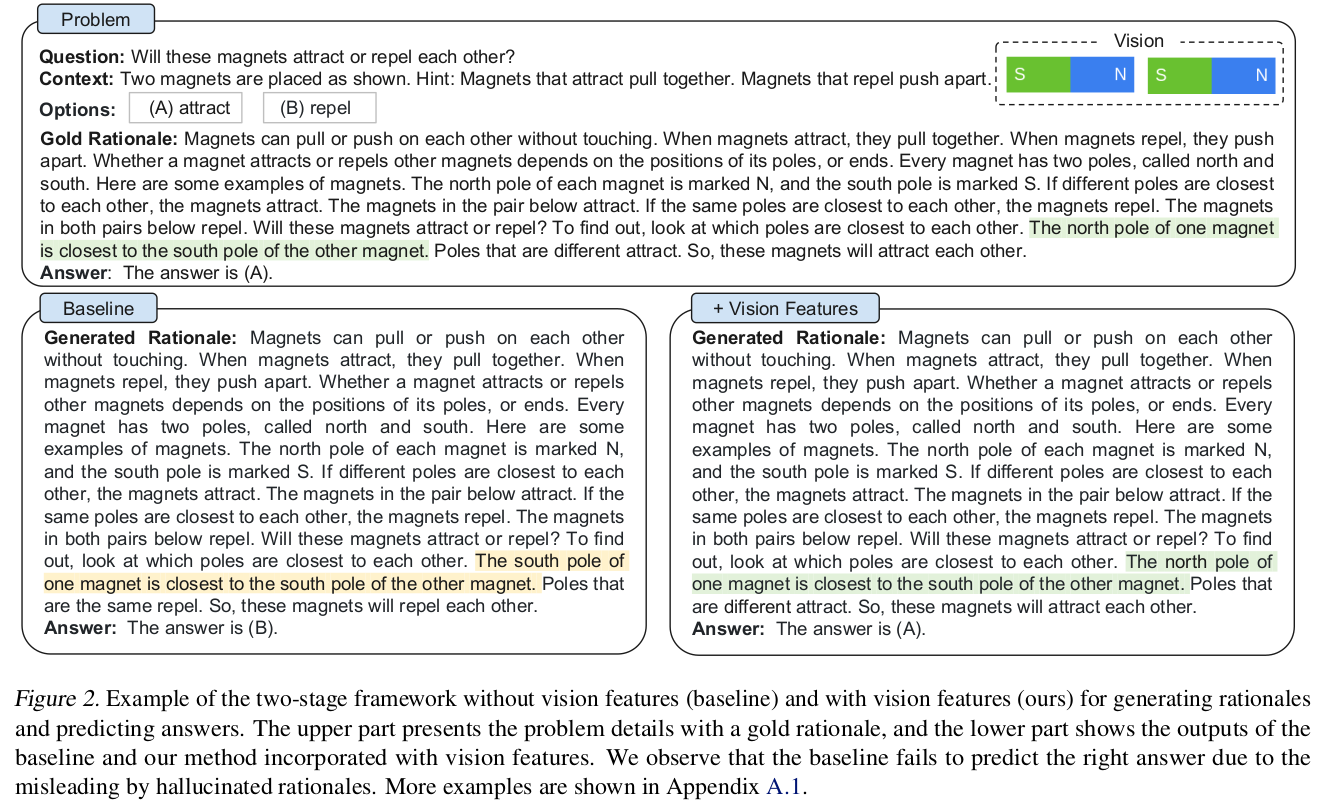 Problem
Question: Will these magnets attract or repel each other?
Context: Two magnets are placed as shown. Hint: Magnets that attract pull together. Magnets that repel push apart.
Vision
S N S N
Options: (A) attract (B) repel
Gold Rationale: Magnets can pull or push on each other without touching. When magnets attract, they pull together. When magnets repel, they push
apart. Whether a magnet attracts or repels other magnets depends on the positions of its poles, or ends. Every magnet has two poles, called north and
south. Here are some examples of magnets. The north pole of each magnet is marked N, and the south pole is marked S. If different poles are closest
to each other, the magnets attract. The magnets in the pair below attract. If the same poles are closest to each other, the magnets repel. The magnets
in both pairs below repel. Will these magnets attract or repel? To find out, look at which poles are closest to each other. The north pole of one magnet
is closest to the south pole of the other magnet. Poles that are different attract. So, these magnets will attract each other.
Answer: The answer is (A).
Baseline
Generated Rationale: Magnets can pull or push on each other
without touching. When magnets attract, they pull together. When
magnets repel, they push apart. Whether a magnet attracts or repels
other magnets depends on the positions of its poles, or ends. Every
magnet has two poles, called north and south. Here are some
examples of magnets. The north pole of each magnet is marked N,
and the south pole is marked S. If different poles are closest to each
other, the magnets attract. The magnets in the pair below attract. If the
same poles are closest to each other, the magnets repel. The magnets
in both pairs below repel. Will these magnets attract or repel? To find
out, look at which poles are closest to each other. The south pole of
one magnet is closest to the south pole of the other magnet. Poles that
are the same repel. So, these magnets will repel each other.
Answer: The answer is (B).
+ Vision Features
Generated Rationale: Magnets can pull or push on each other
without touching. When magnets attract, they pull together. When
magnets repel, they push apart. Whether a magnet attracts or repels
other magnets depends on the positions of its poles, or ends. Every
magnet has two poles, called north and south. Here are some
examples of magnets. The north pole of each magnet is marked N,
and the south pole is marked S. If different poles are closest to each
other, the magnets attract. The magnets in the pair below attract. If the
same poles are closest to each other, the magnets repel. The magnets
in both pairs below repel. Will these magnets attract or repel? To find
out, look at which poles are closest to each other. The north pole of
one magnet is closest to the south pole of the other magnet. Poles that
are different attract. So, these magnets will attract each other.
Answer: The answer is (A).
Figure 2. Example of the two-stage framework without vision features (baseline) and with vision features (ours) for generating rationales
and predicting answers. The upper part presents the problem details with a gold rationale, and the lower part shows the outputs of the
baseline and our method incorporated with vision features. We observe that the baseline fails to predict the right answer due to the
misleading by hallucinated rationales. More examples are shown in Appendix A.1.